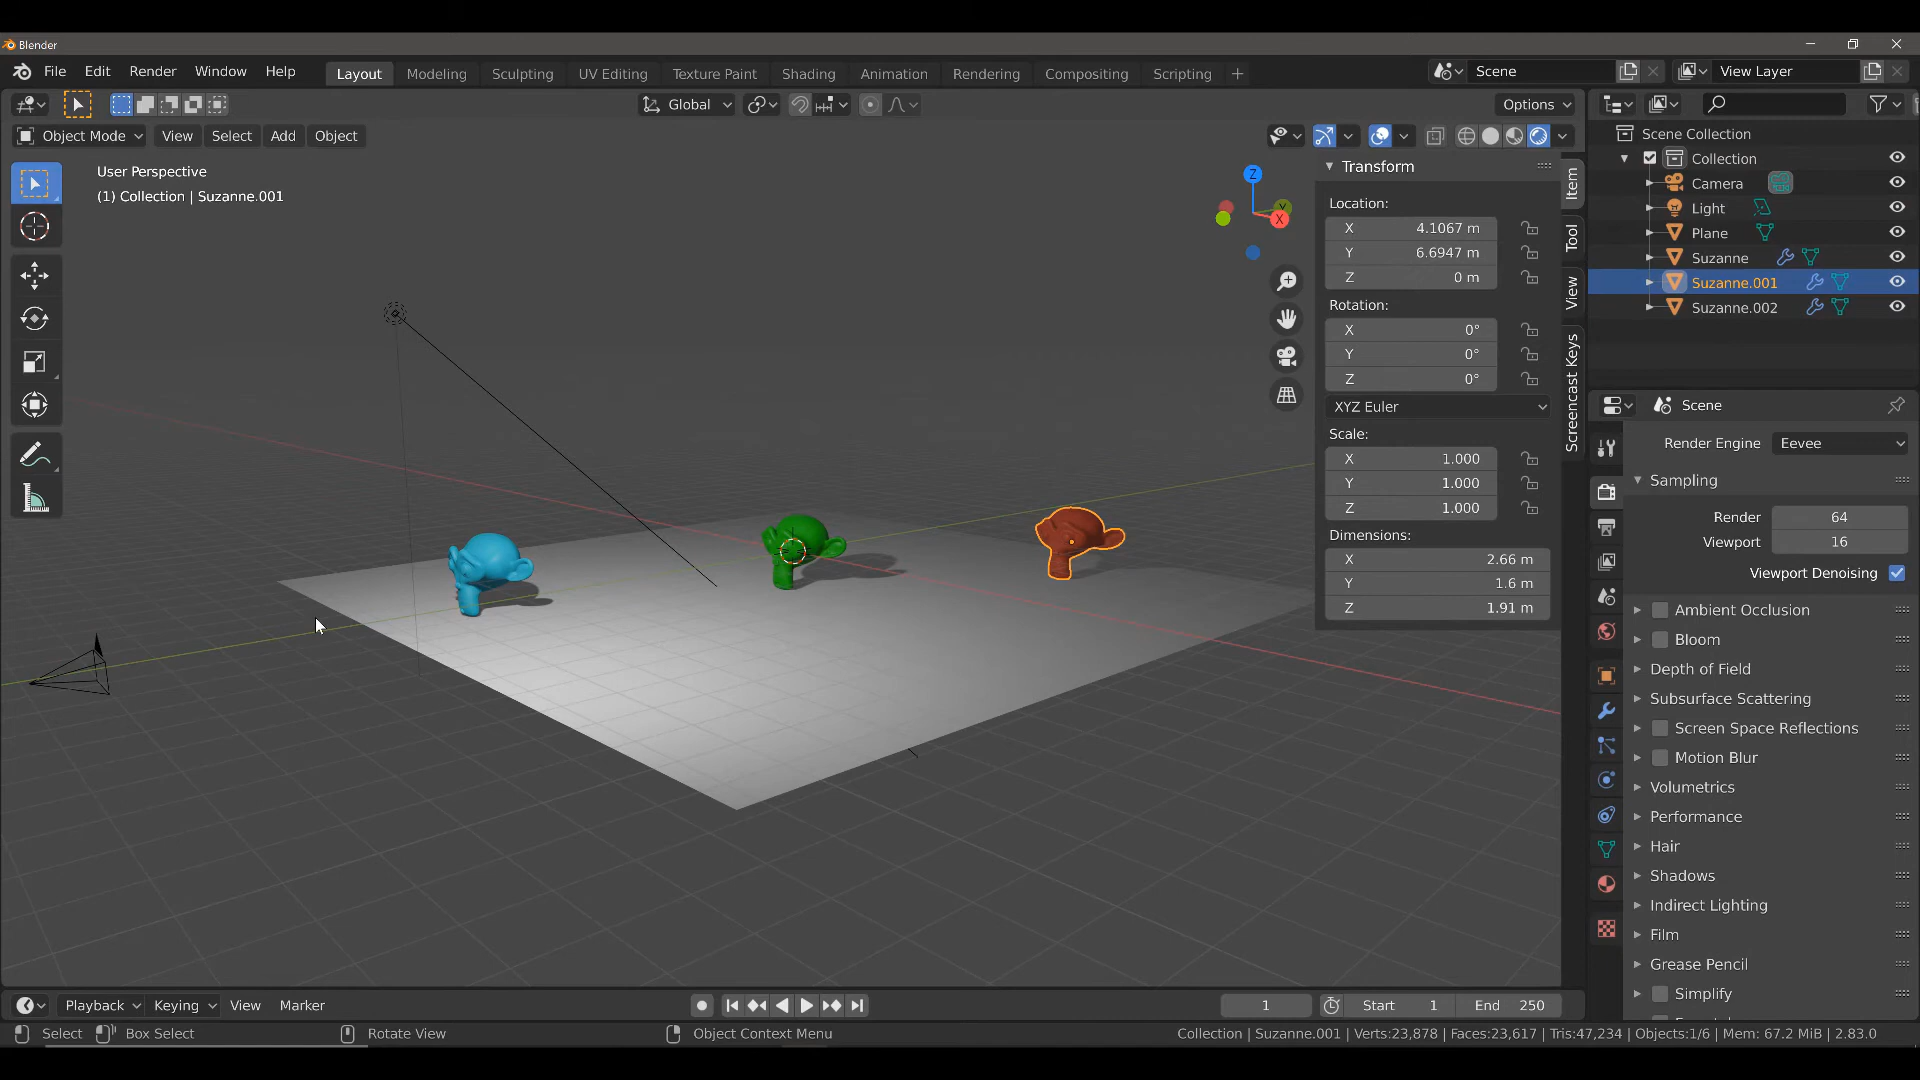 Blender
File Edit Render Window Help Layout Modeling Sculpting UV Editing Texture Paint Shading Animation Rendering Compositing Scripting + Scene View Layer
Global Options
Object Mode View Select Add Object
User Perspective
(1) Collection | Suzanne.001
Z
Y
X
Transform
Location:
X 4.1067 m
Y 6.6947 m
Z 0 m
Rotation:
X 0°
Y 0°
Z 0°
XYZ Euler
Scale:
X 1.000
Y 1.000
Z 1.000
Dimensions:
X 2.66 m
Y 1.6 m
Z 1.91 m
Item
Tool
View
Screencast Keys
Scene Collection
Collection
Camera
Light
Plane
Suzanne
Suzanne.001
Suzanne.002
Scene
Render Engine Eevee
Sampling
Render 64
Viewport 16
Viewport Denoising
Ambient Occlusion
Bloom
Depth of Field
Subsurface Scattering
Screen Space Reflections
Motion Blur
Volumetrics
Performance
Hair
Shadows
Indirect Lighting
Film
Grease Pencil
Simplify
Playback Keying View Marker 1 Start 1 End 250
Select Box Select Rotate View Object Context Menu Collection | Suzanne.001 | Verts:23,878 | Faces:23,617 | Tris:47,234 | Objects:1/6 | Mem: 67.2 MiB | 2.83.0